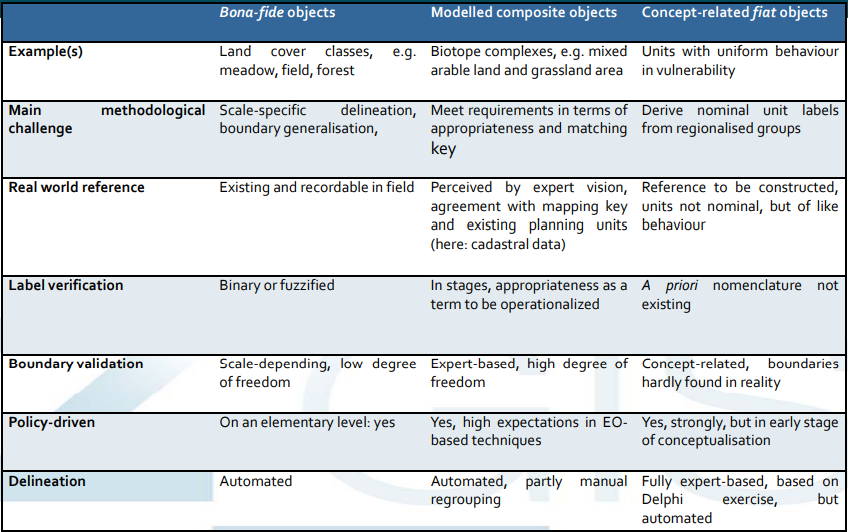 Bona-fide objects Modelled composite objects Concept-related fiat objects
Example(s) Land cover classes, e.g. Biotope complexes, e.g. mixed Units with uniform behaviour
meadow, field, forest arable land and grassland area in vulnerability
Main methodological Scale-specific delineation, Meet requirements in terms of Derive nominal unit labels
challenge boundary generalisation, appropriateness and matching from regionalised groups
key
Real world reference Existing and recordable in field Perceived by expert vision, Reference to be constructed,
agreement with mapping key units not nominal, but of like
and existing planning units behaviour
(here: cadastral data)
Label verification Binary or fuzzified In stages, appropriateness as a A priori nomenclature not
term to be operationalized existing
Boundary validation Scale-depending, low degree Expert-based, high degree of Concept-related, boundaries
of freedom freedom hardly found in reality
Policy-driven On an elementary level: yes Yes, high expectations in EO- Yes, strongly, but in early stage
based techniques of conceptualisation
Delineation Automated Automated, partly manual Fully expert-based, based on
regrouping Delphi exercise, but
automated
GIS